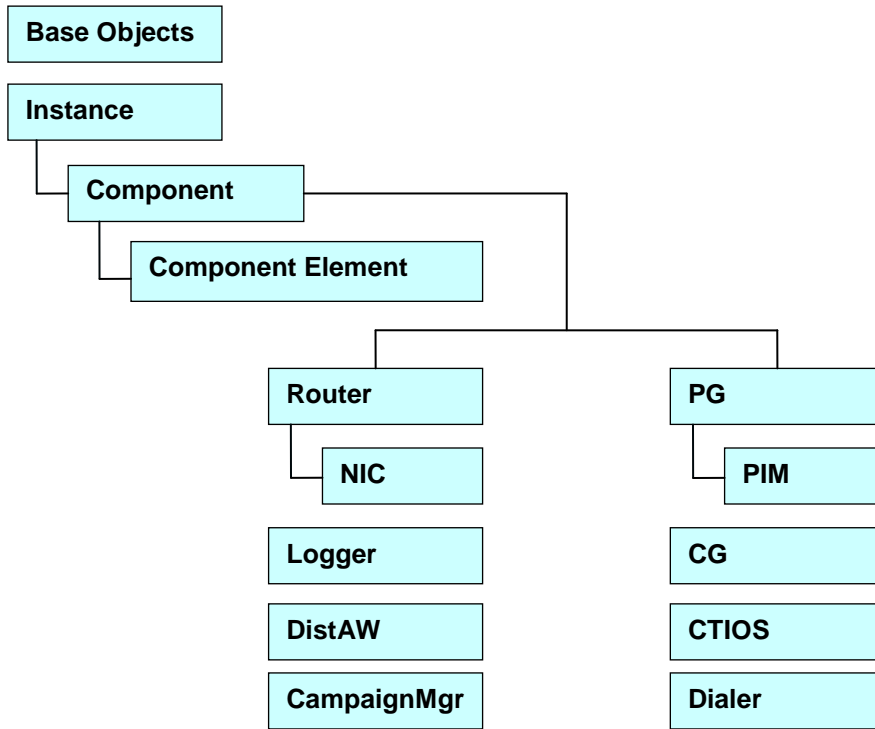 Base Objects
Instance
Component
Component Element
Router
PG
NIC
PIM
Logger
CG
DistAW
CTIOS
CampaignMgr
Dialer